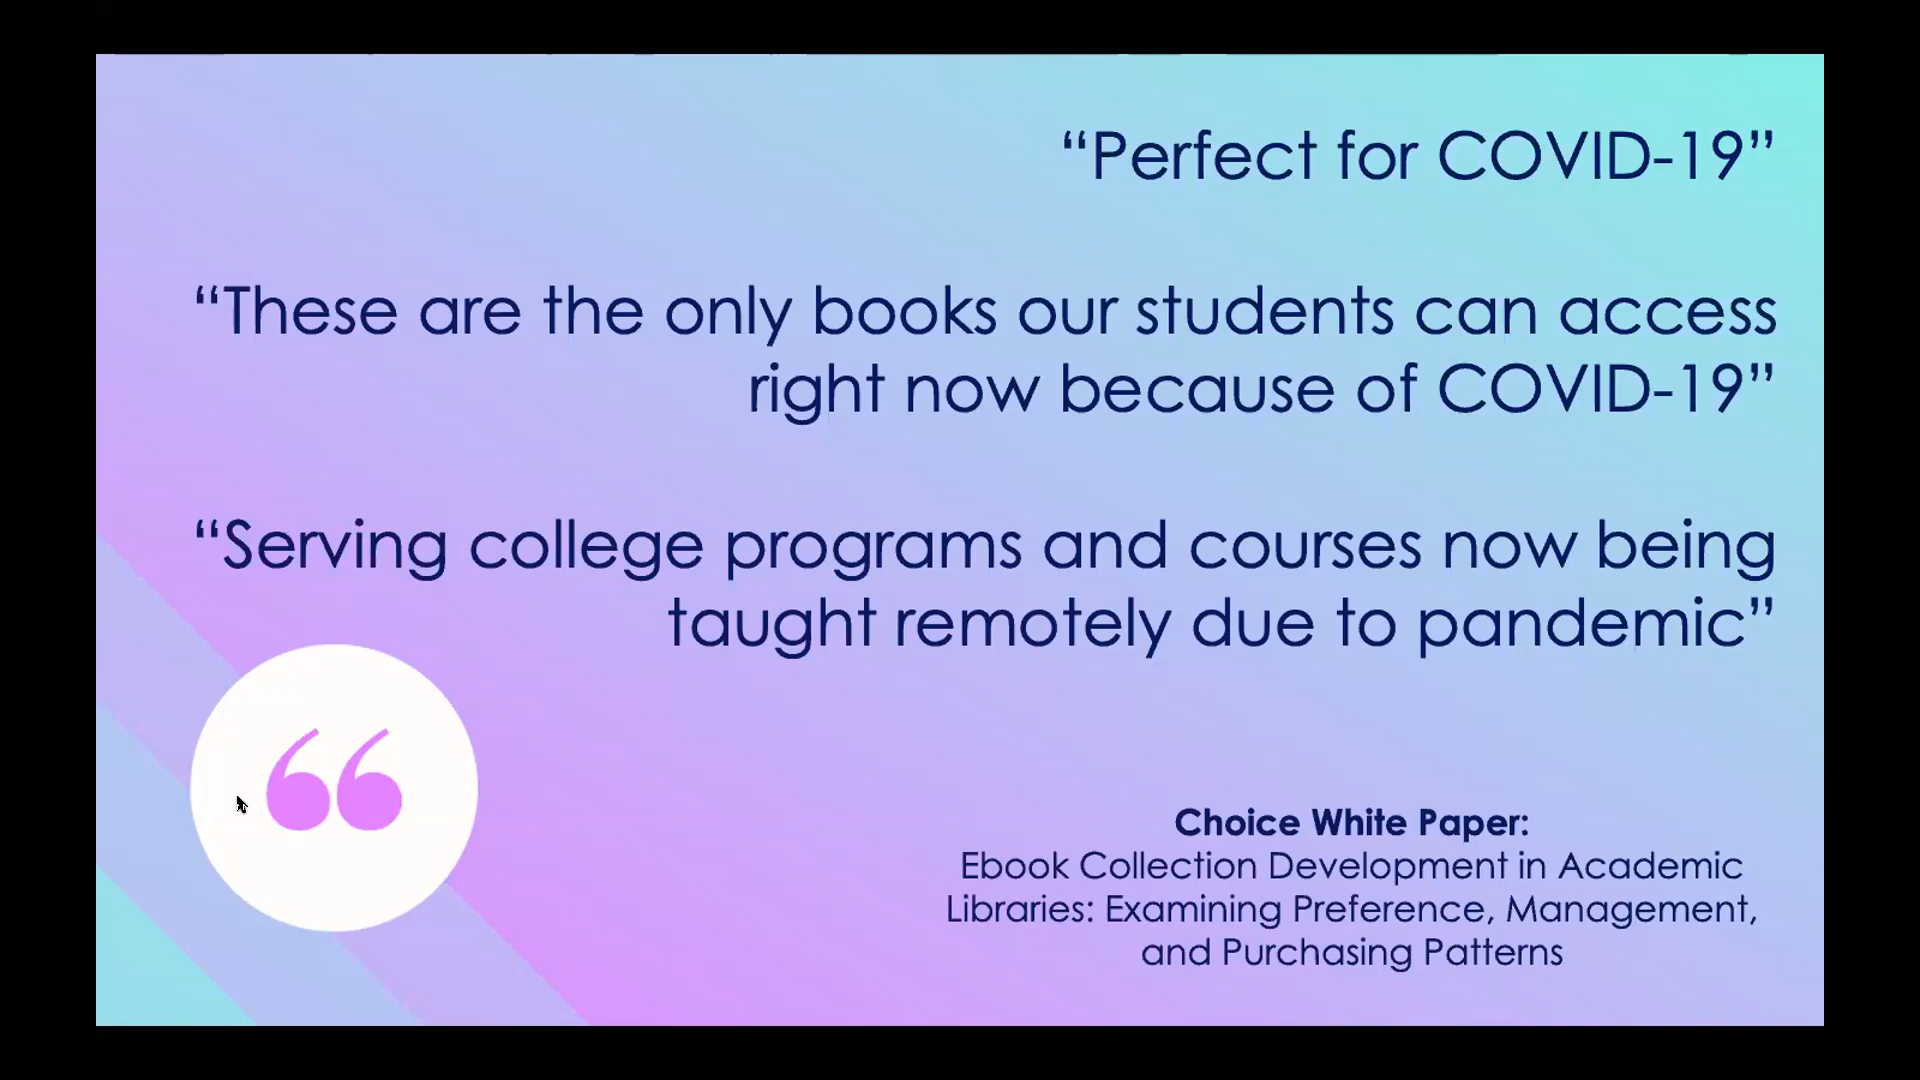 “Perfect for COVID-19”
“These are the only books our students can access
right now because of COVID-19”
“Serving college programs and courses now being
taught remotely due to pandemic”
Choice White Paper:
Ebook Collection Development in Academic
Libraries: Examining Preference, Management,
and Purchasing Patterns